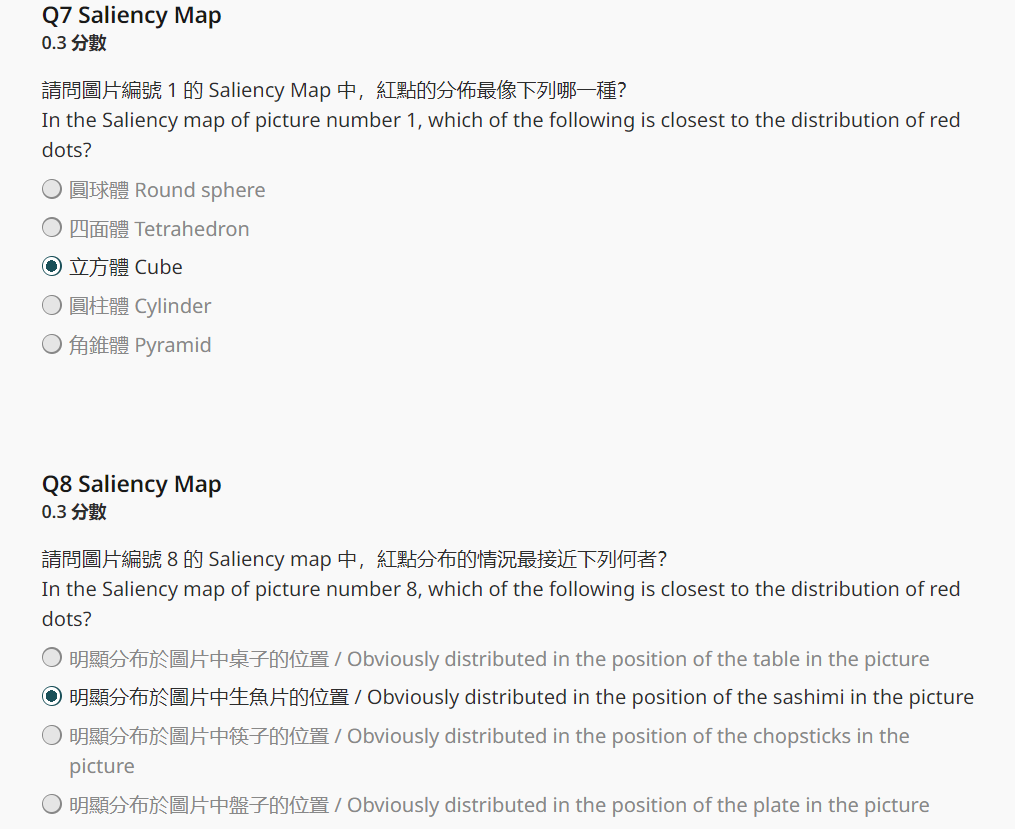 Q7 Saliency Map
0.3 分數
請問圖片編號 1 的 Saliency Map 中，紅點的分佈最像下列哪一種？
In the Saliency map of picture number 1, which of the following is closest to the distribution of red
dots?
圓球體 Round sphere
四面體 Tetrahedron
立方體 Cube
圓柱體 Cylinder
角錐體 Pyramid
Q8 Saliency Map
0.3 分數
請問圖片編號 8 的 Saliency map 中，紅點分布的情況最接近下列何者？
In the Saliency map of picture number 8, which of the following is closest to the distribution of red
dots?
明顯分布於圖片中桌子的位置 / Obviously distributed in the position of the table in the picture
明顯分布於圖片中生魚片的位置 / Obviously distributed in the position of the sashimi in the picture
明顯分布於圖片中筷子的位置 / Obviously distributed in the position of the chopsticks in the
picture
明顯分布於圖片中盤子的位置 / Obviously distributed in the position of the plate in the picture